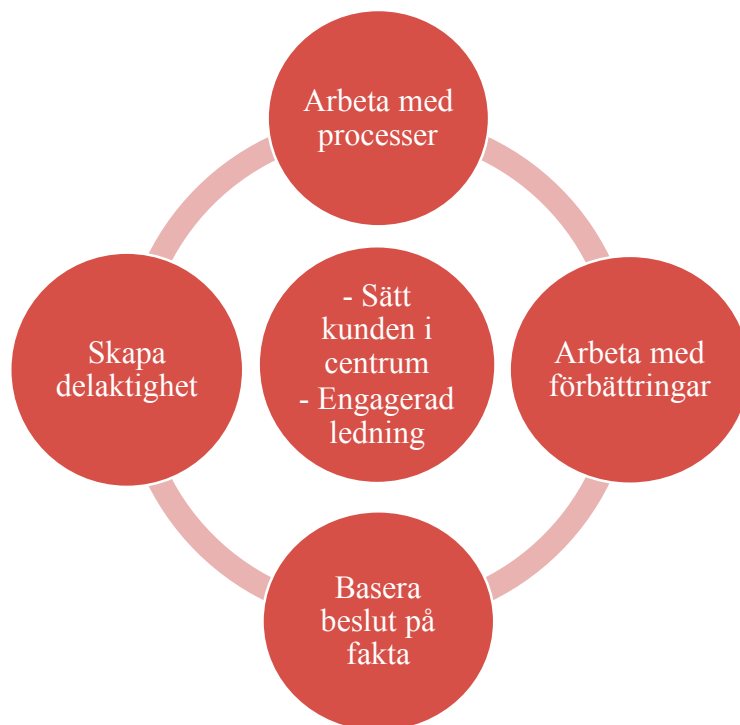 Arbeta med
processer
Skapa
delaktighet
- Sätt
kunden i
centrum
- Engagerad
ledning
Arbeta med
förbättringar
Basera
beslut på
fakta